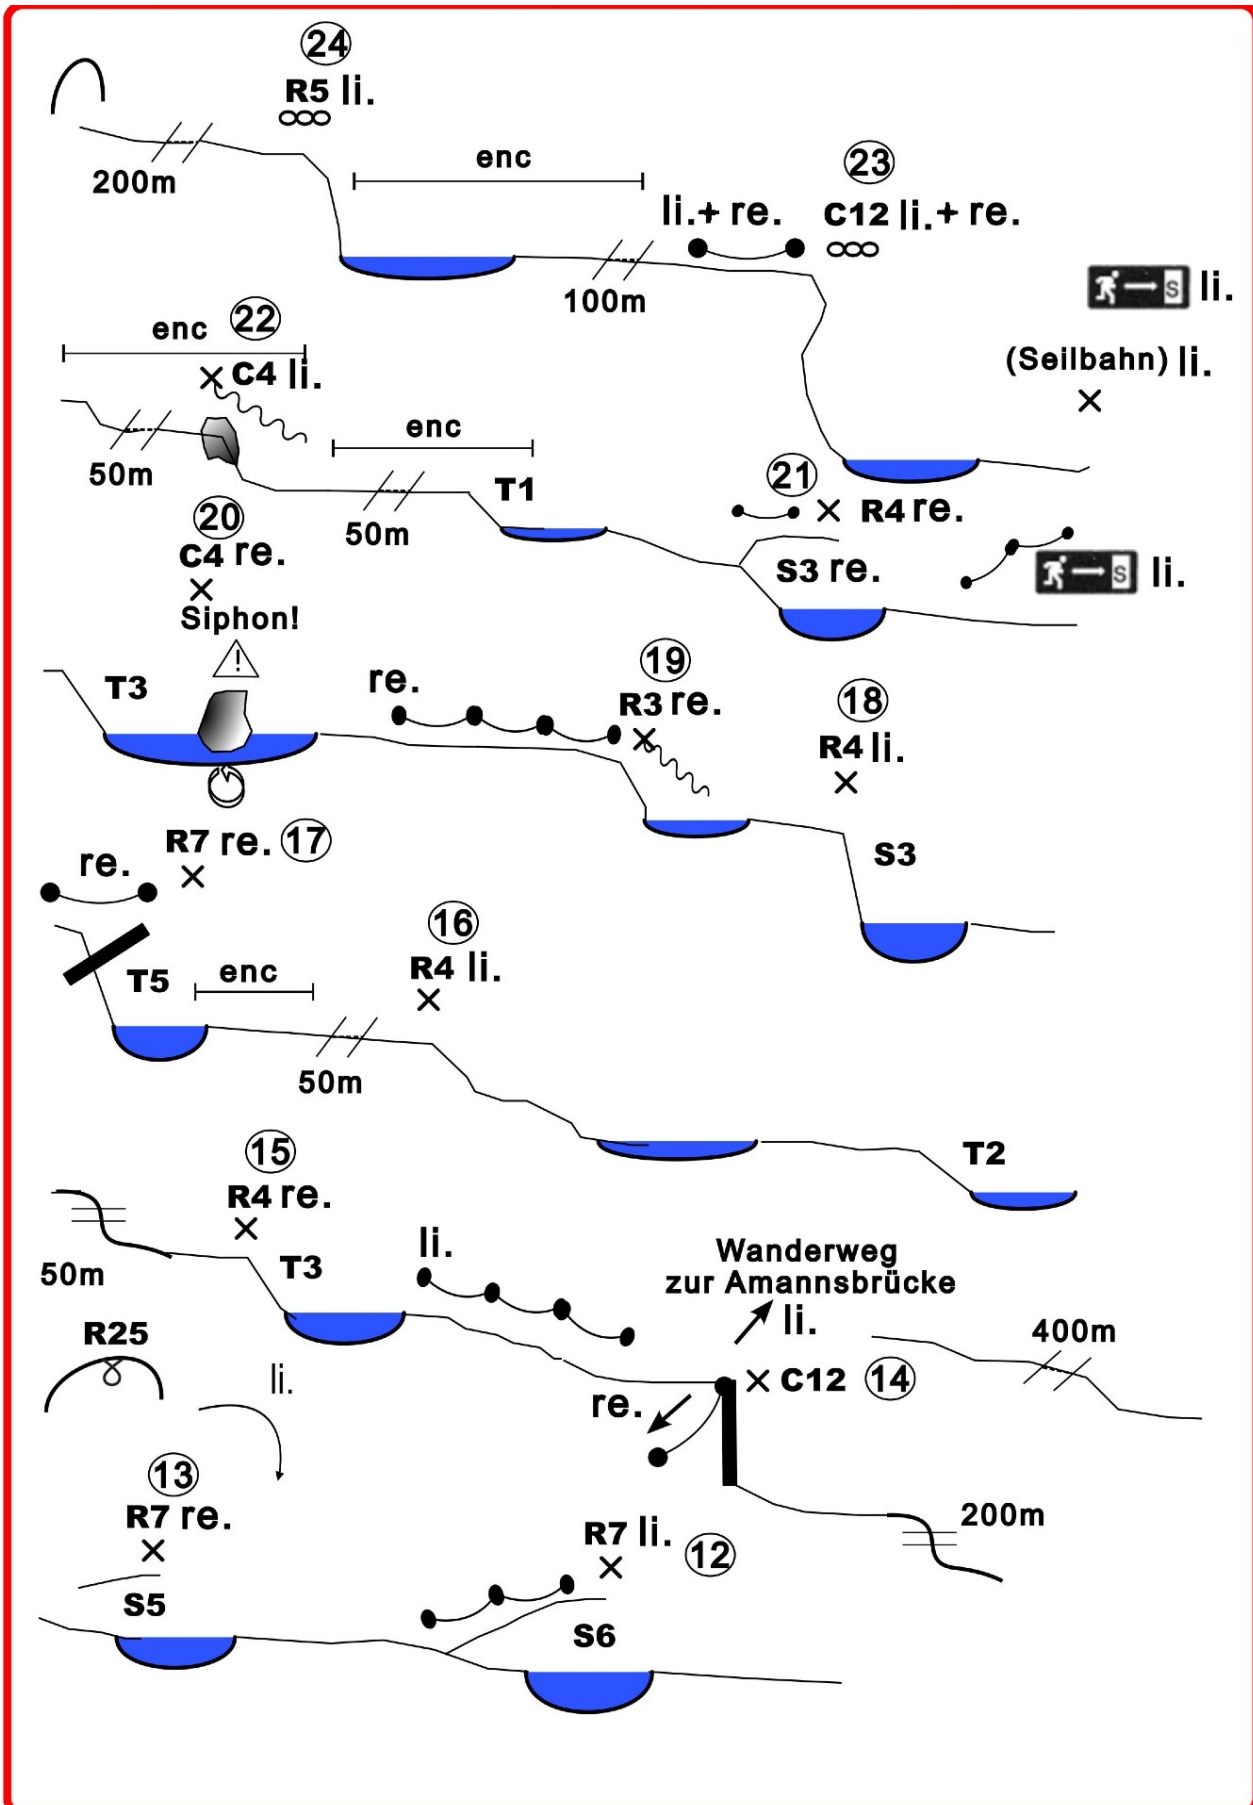 24
R5 li.
enc
200m
23
li.+ re.
C12 li.+ re.
100m
S li.
22
enc
C4 li.
(Seilbahn) li.
enc
50m
T1
50m
21
R4 re.
20
C4 re.
Siphon!
!
S3 re.
S li.
T3
re.
19
R3 re.
18
R4 li.
R7 re. 17
re.
S3
16
R4 li.
T5
enc
50m
15
R4 re.
T2
50m
T3
li.
Wanderweg
zur Amannsbrücke
li.
400m
R25
li.
re.
C12 14
13
R7 re.
R7 li.
12
200m
S5
S6